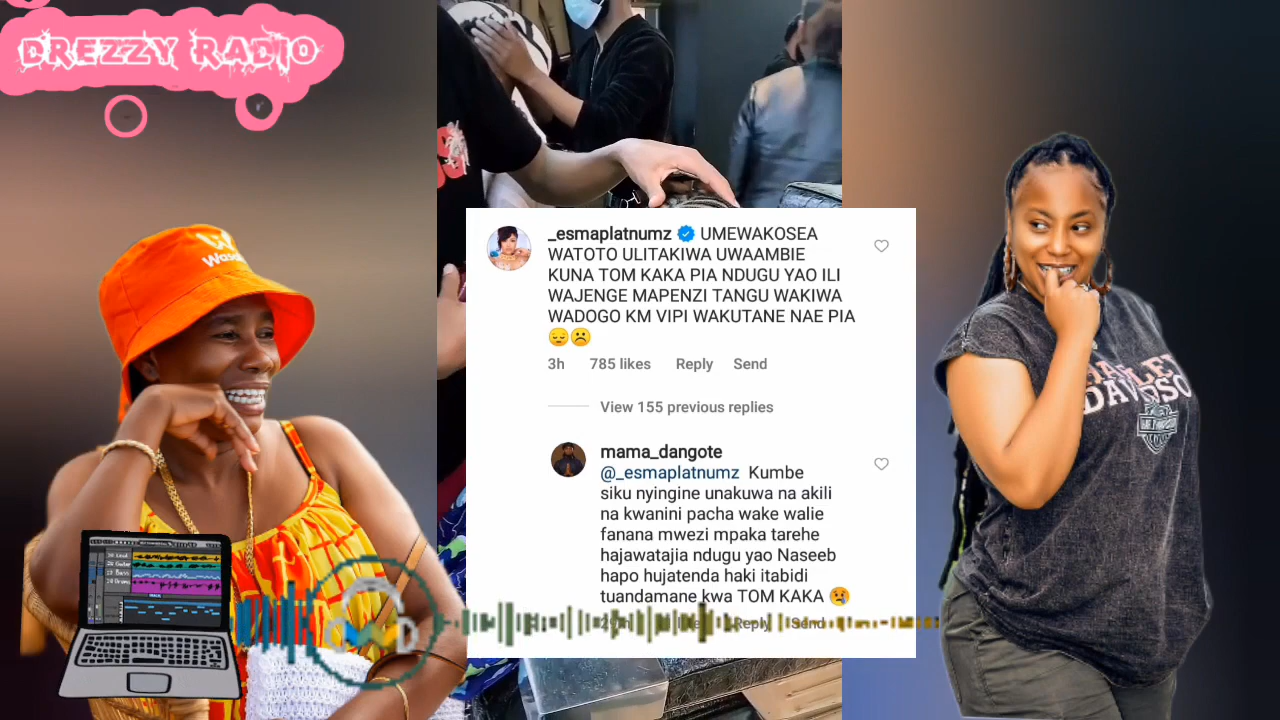 DREZZY RADIO
_esmaplatnumz UMEWAKOSEA
WATOTO ULITAKIWA UWAAMBIE
KUNA TOM KAKA PIA NDUGU YAO ILI
WAJENGE MAPENZI TANGU WAKIWA
WADOGO KM VIPI WAKUTANE NAE PIA
😔☹️
3h 785 likes Reply Send
View 155 previous replies
mama_dangote
@_esmaplatnumz Kumbe
siku nyingine unakuwa na akili
na kwanini pacha wake walie
fanana mwezi mpaka tarehe
hajawatajia ndugu yao Naseeb
hapo hujatenda haki itabidi
tuandamane kwa TOM KAKA 😢
Reply Send
DAVIDSO